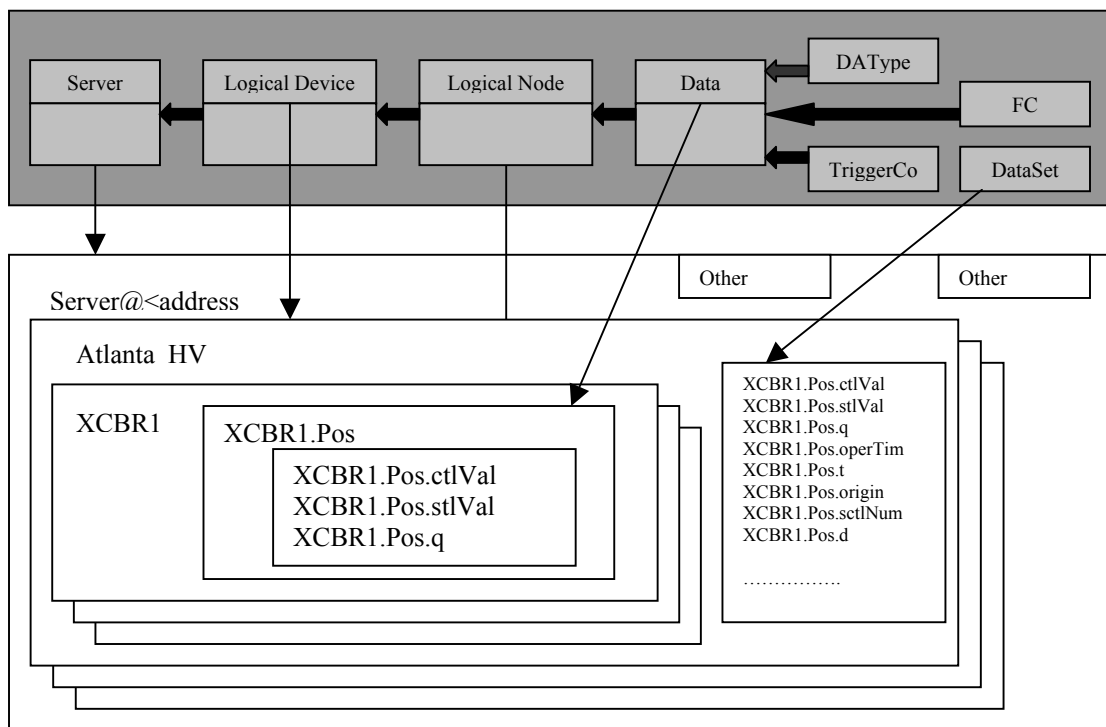 Server
Logical Device
Logical Node
Data
DAType
FC
TriggerCo
DataSet
Other
Other
Server@<address
Atlanta HV
XCBR1
XCBR1.Pos
XCBR1.Pos.ctlVal
XCBR1.Pos.stlVal
XCBR1.Pos.q
XCBR1.Pos.ctlVal
XCBR1.Pos.stlVal
XCBR1.Pos.q
XCBR1.Pos.operTim
XCBR1.Pos.t
XCBR1.Pos.origin
XCBR1.Pos.sctlNum
XCBR1.Pos.d
…………….